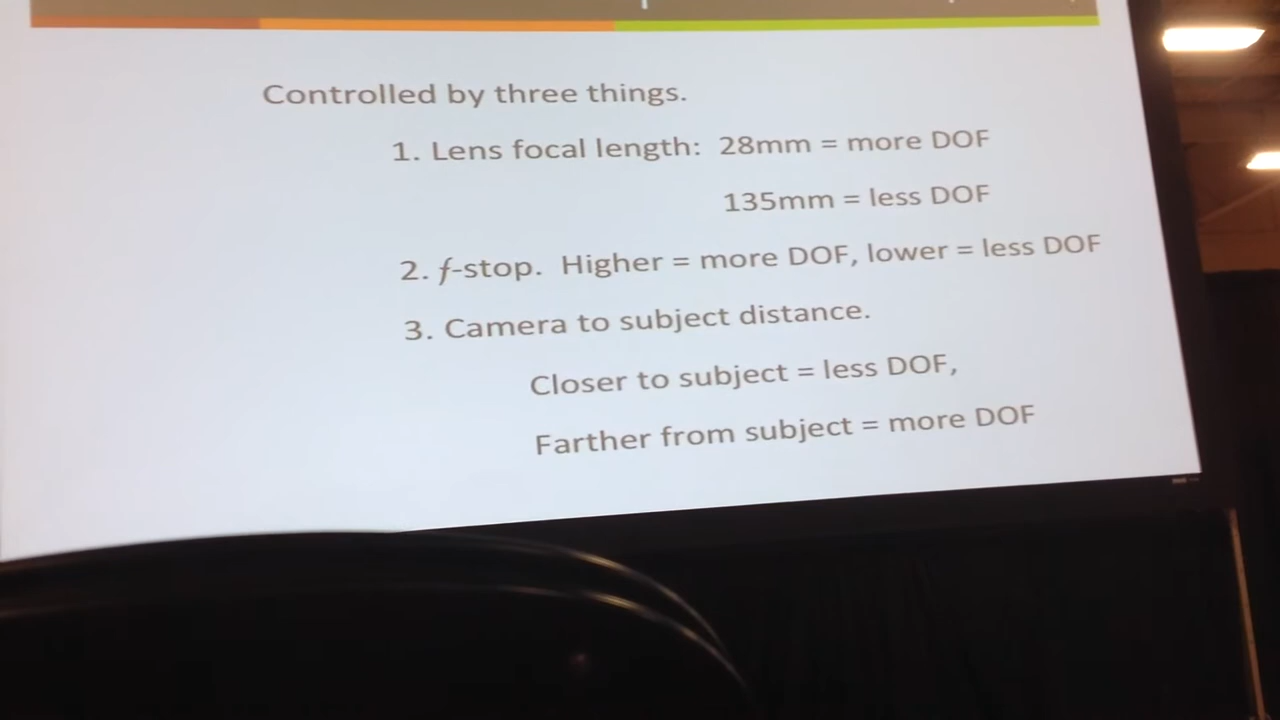 Controlled by three things.
1. Lens focal length: 28mm = more DOF
135mm = less DOF
2. f-stop. Higher = more DOF, lower = less DOF
3. Camera to subject distance.
Closer to subject = less DOF,
Farther from subject = more DOF